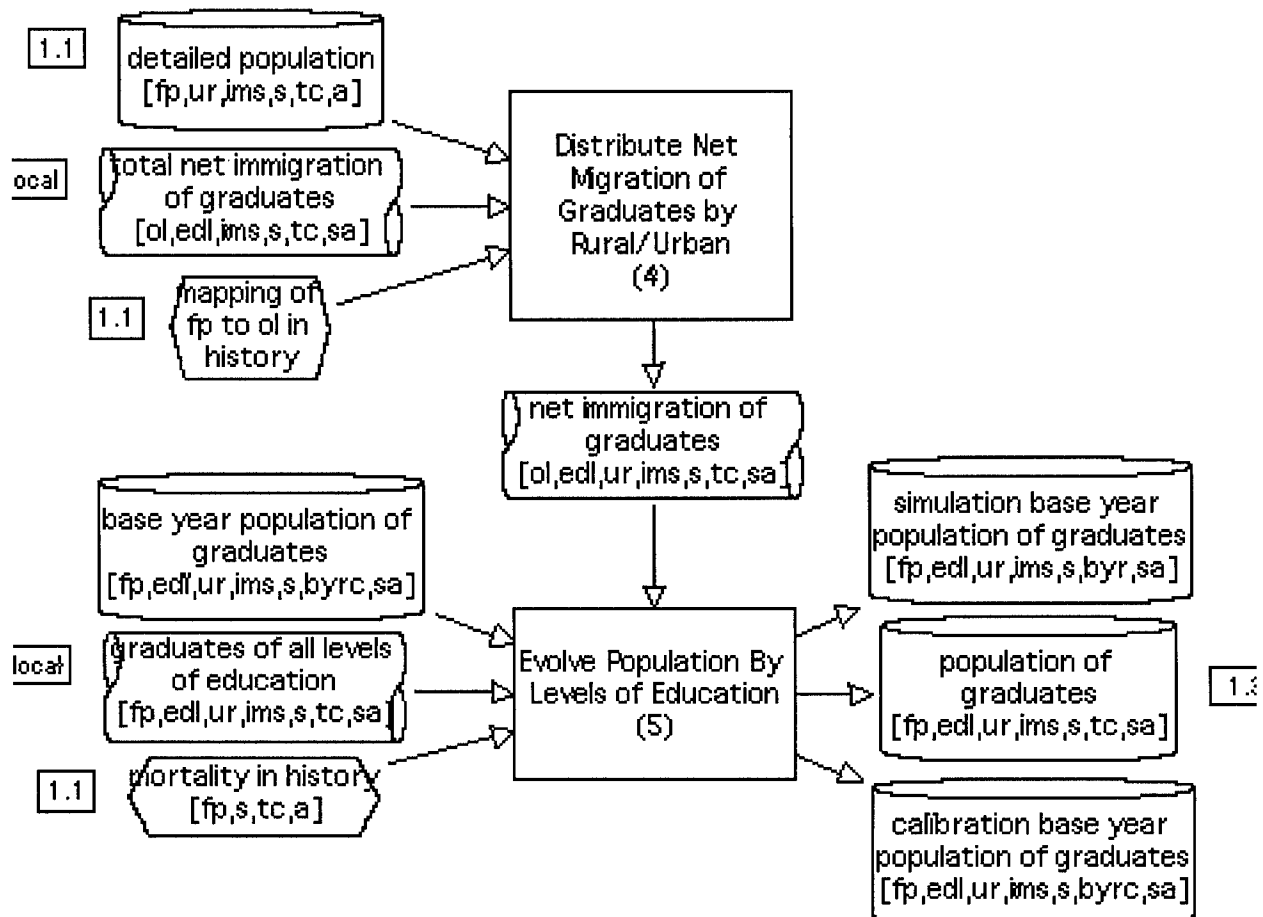 1.1
detailed population
[fp,ur,ims,s,tc,a]
ocal
total net immigration
of graduates
[ol,edl,ims,s,tc,sa]
1.1
mapping of
fp to ol in
history
Distribute Net
Migration of
Graduates by
Rural/Urban
(4)
net immigration of
graduates
[ol,edl,ur,ims,s,tc,sa]
base year population of
graduates
[fp,edl,ur,ims,s,byrc,sa]
local
graduates of all levels
of education
[fp,edl,ur,ims,s,tc,sa]
1.1
mortality in history
[fp,s,tc,a]
Evolve Population By
Levels of Education
(5)
simulation base year
population of graduates
[fp,edl,ur,ims,s,byr,sa]
population of
graduates
[fp,edl,ur,ims,s,tc,sa]
1.3
calibration base year
population of graduates
[fp,edl,ur,ims,s,byrc,sa]